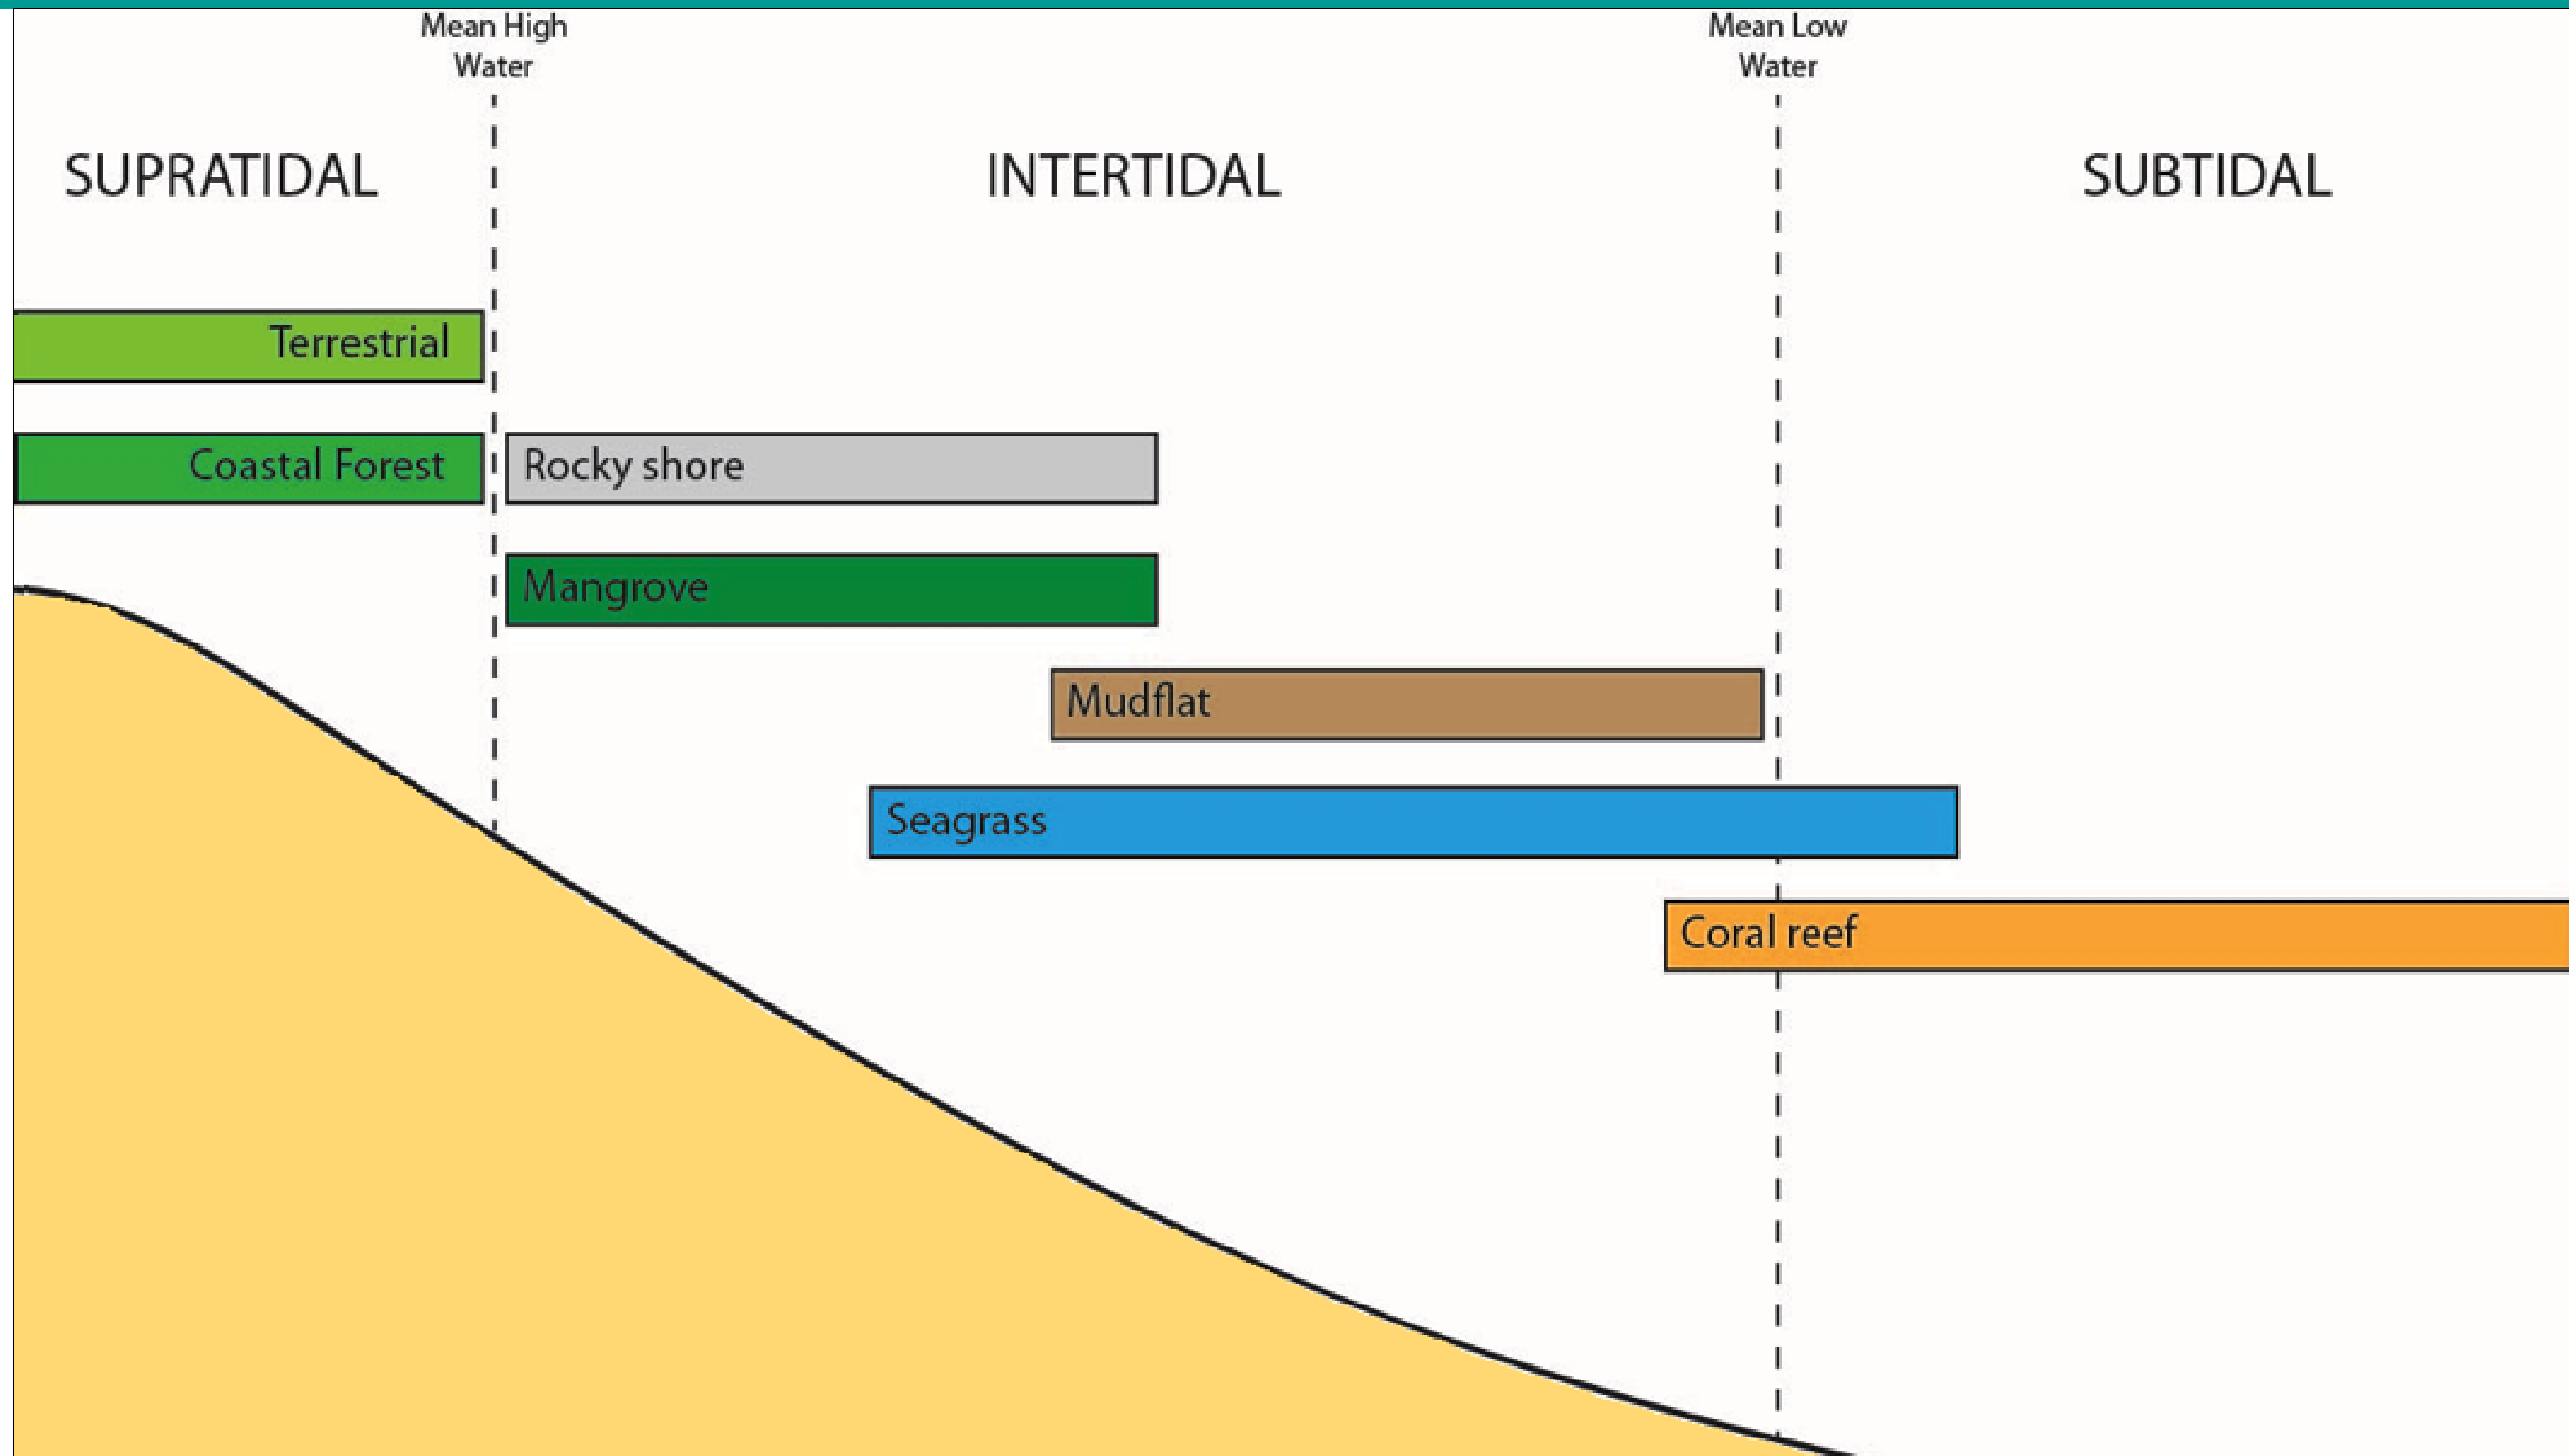 Mean High
Water
Mean Low
Water
SUPRATIDAL
INTERTIDAL
SUBTIDAL
Terrestrial
Coastal Forest
Rocky shore
Mangrove
Mudflat
Seagrass
Coral reef